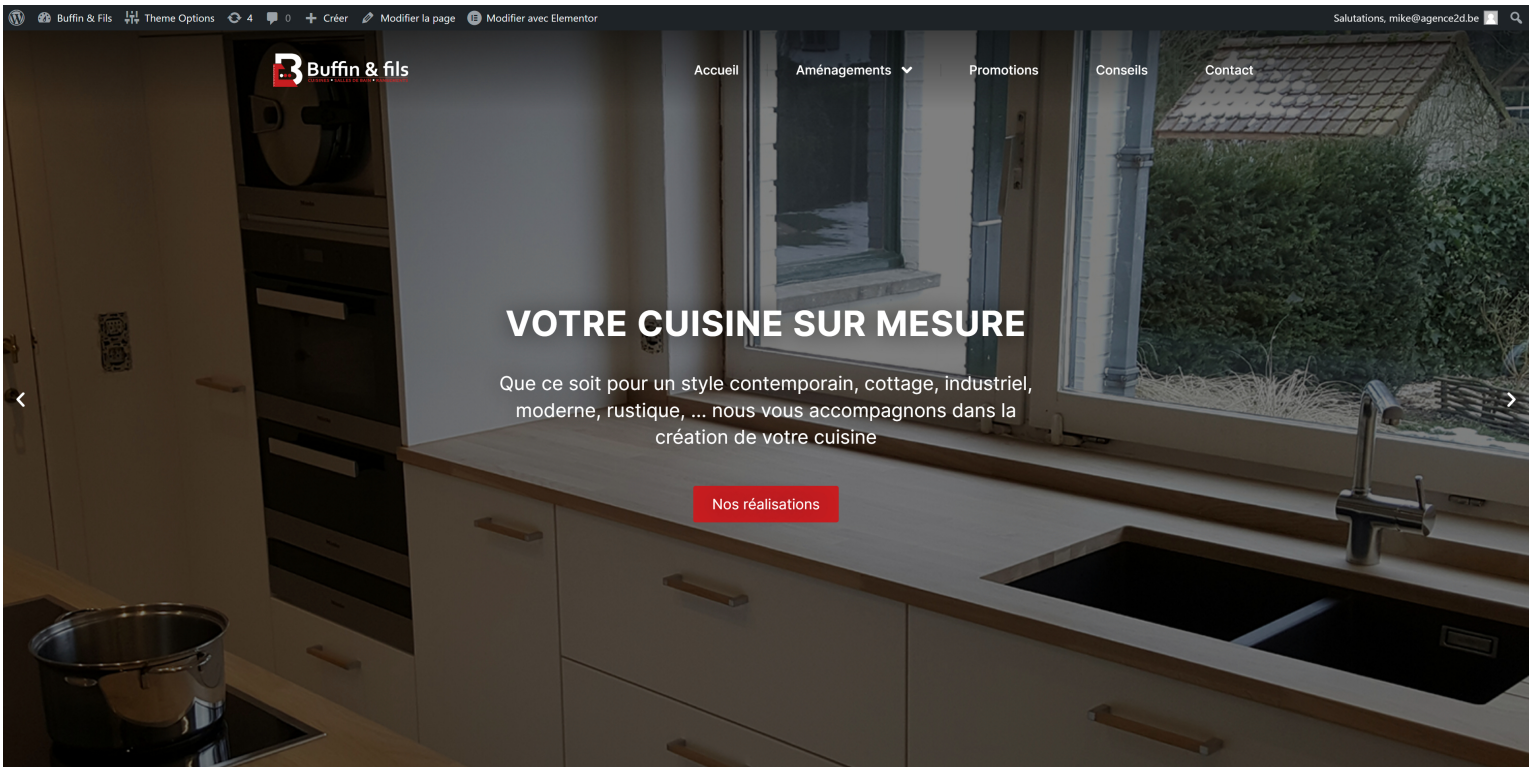 Buffin & Fils Theme Options 4 0 Créer Modifier la page Modifier avec Elementor Salutations, mike@agence2d.be
Buffin & fils Accueil Aménagements Promotions Conseils Contact
VOTRE CUISINE SUR MESURE
Que ce soit pour un style contemporain, cottage, industriel,
moderne, rustique, ... nous vous accompagnons dans la
création de votre cuisine
Nos réalisations